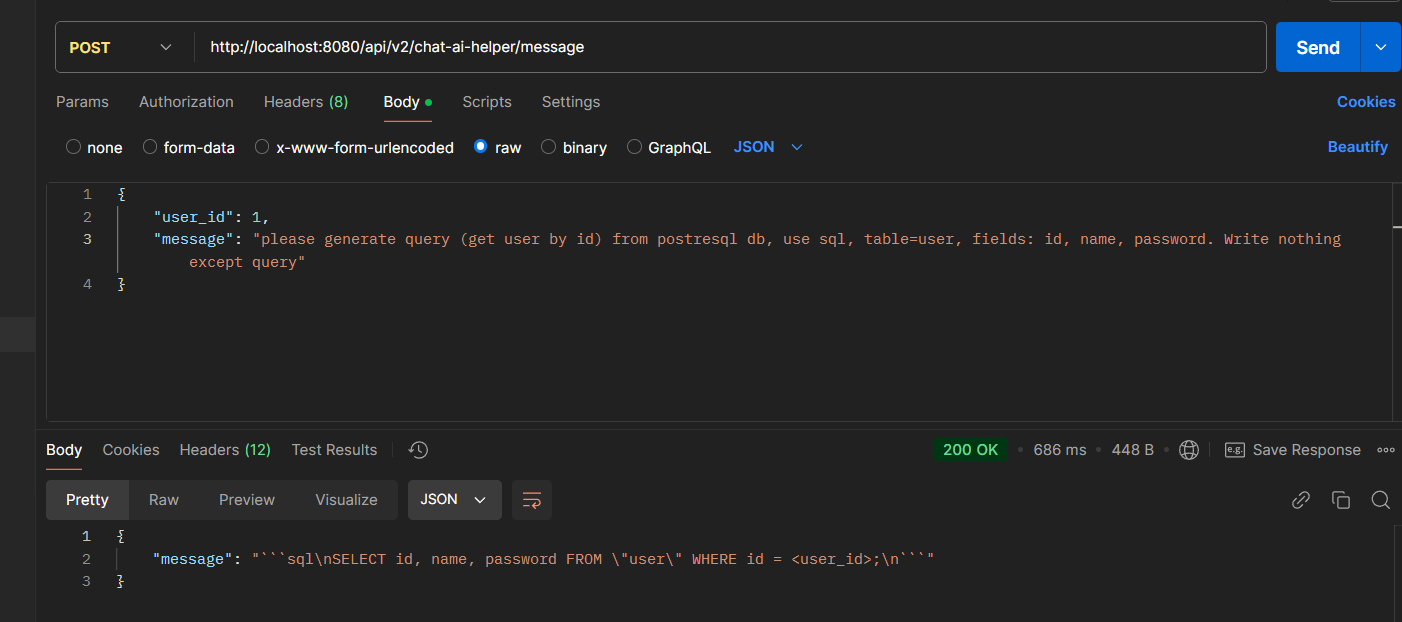 POST http://localhost:8080/api/v2/chat-ai-helper/message Send
Params Authorization Headers (8) Body Scripts Settings Cookies
none form-data x-www-form-urlencoded raw binary GraphQL JSON Beautify
1 {
2 "user_id": 1,
3 "message": "please generate query (get user by id) from postresql db, use sql, table=user, fields: id, name, password. Write nothing
except query"
4 }
Body Cookies Headers (12) Test Results 200 OK • 686 ms • 448 B • e.g. Save Response
Pretty Raw Preview Visualize JSON
1 {
2 "message": "```sql\nSELECT id, name, password FROM \"user\" WHERE id = <user_id>;\n```"
3 }